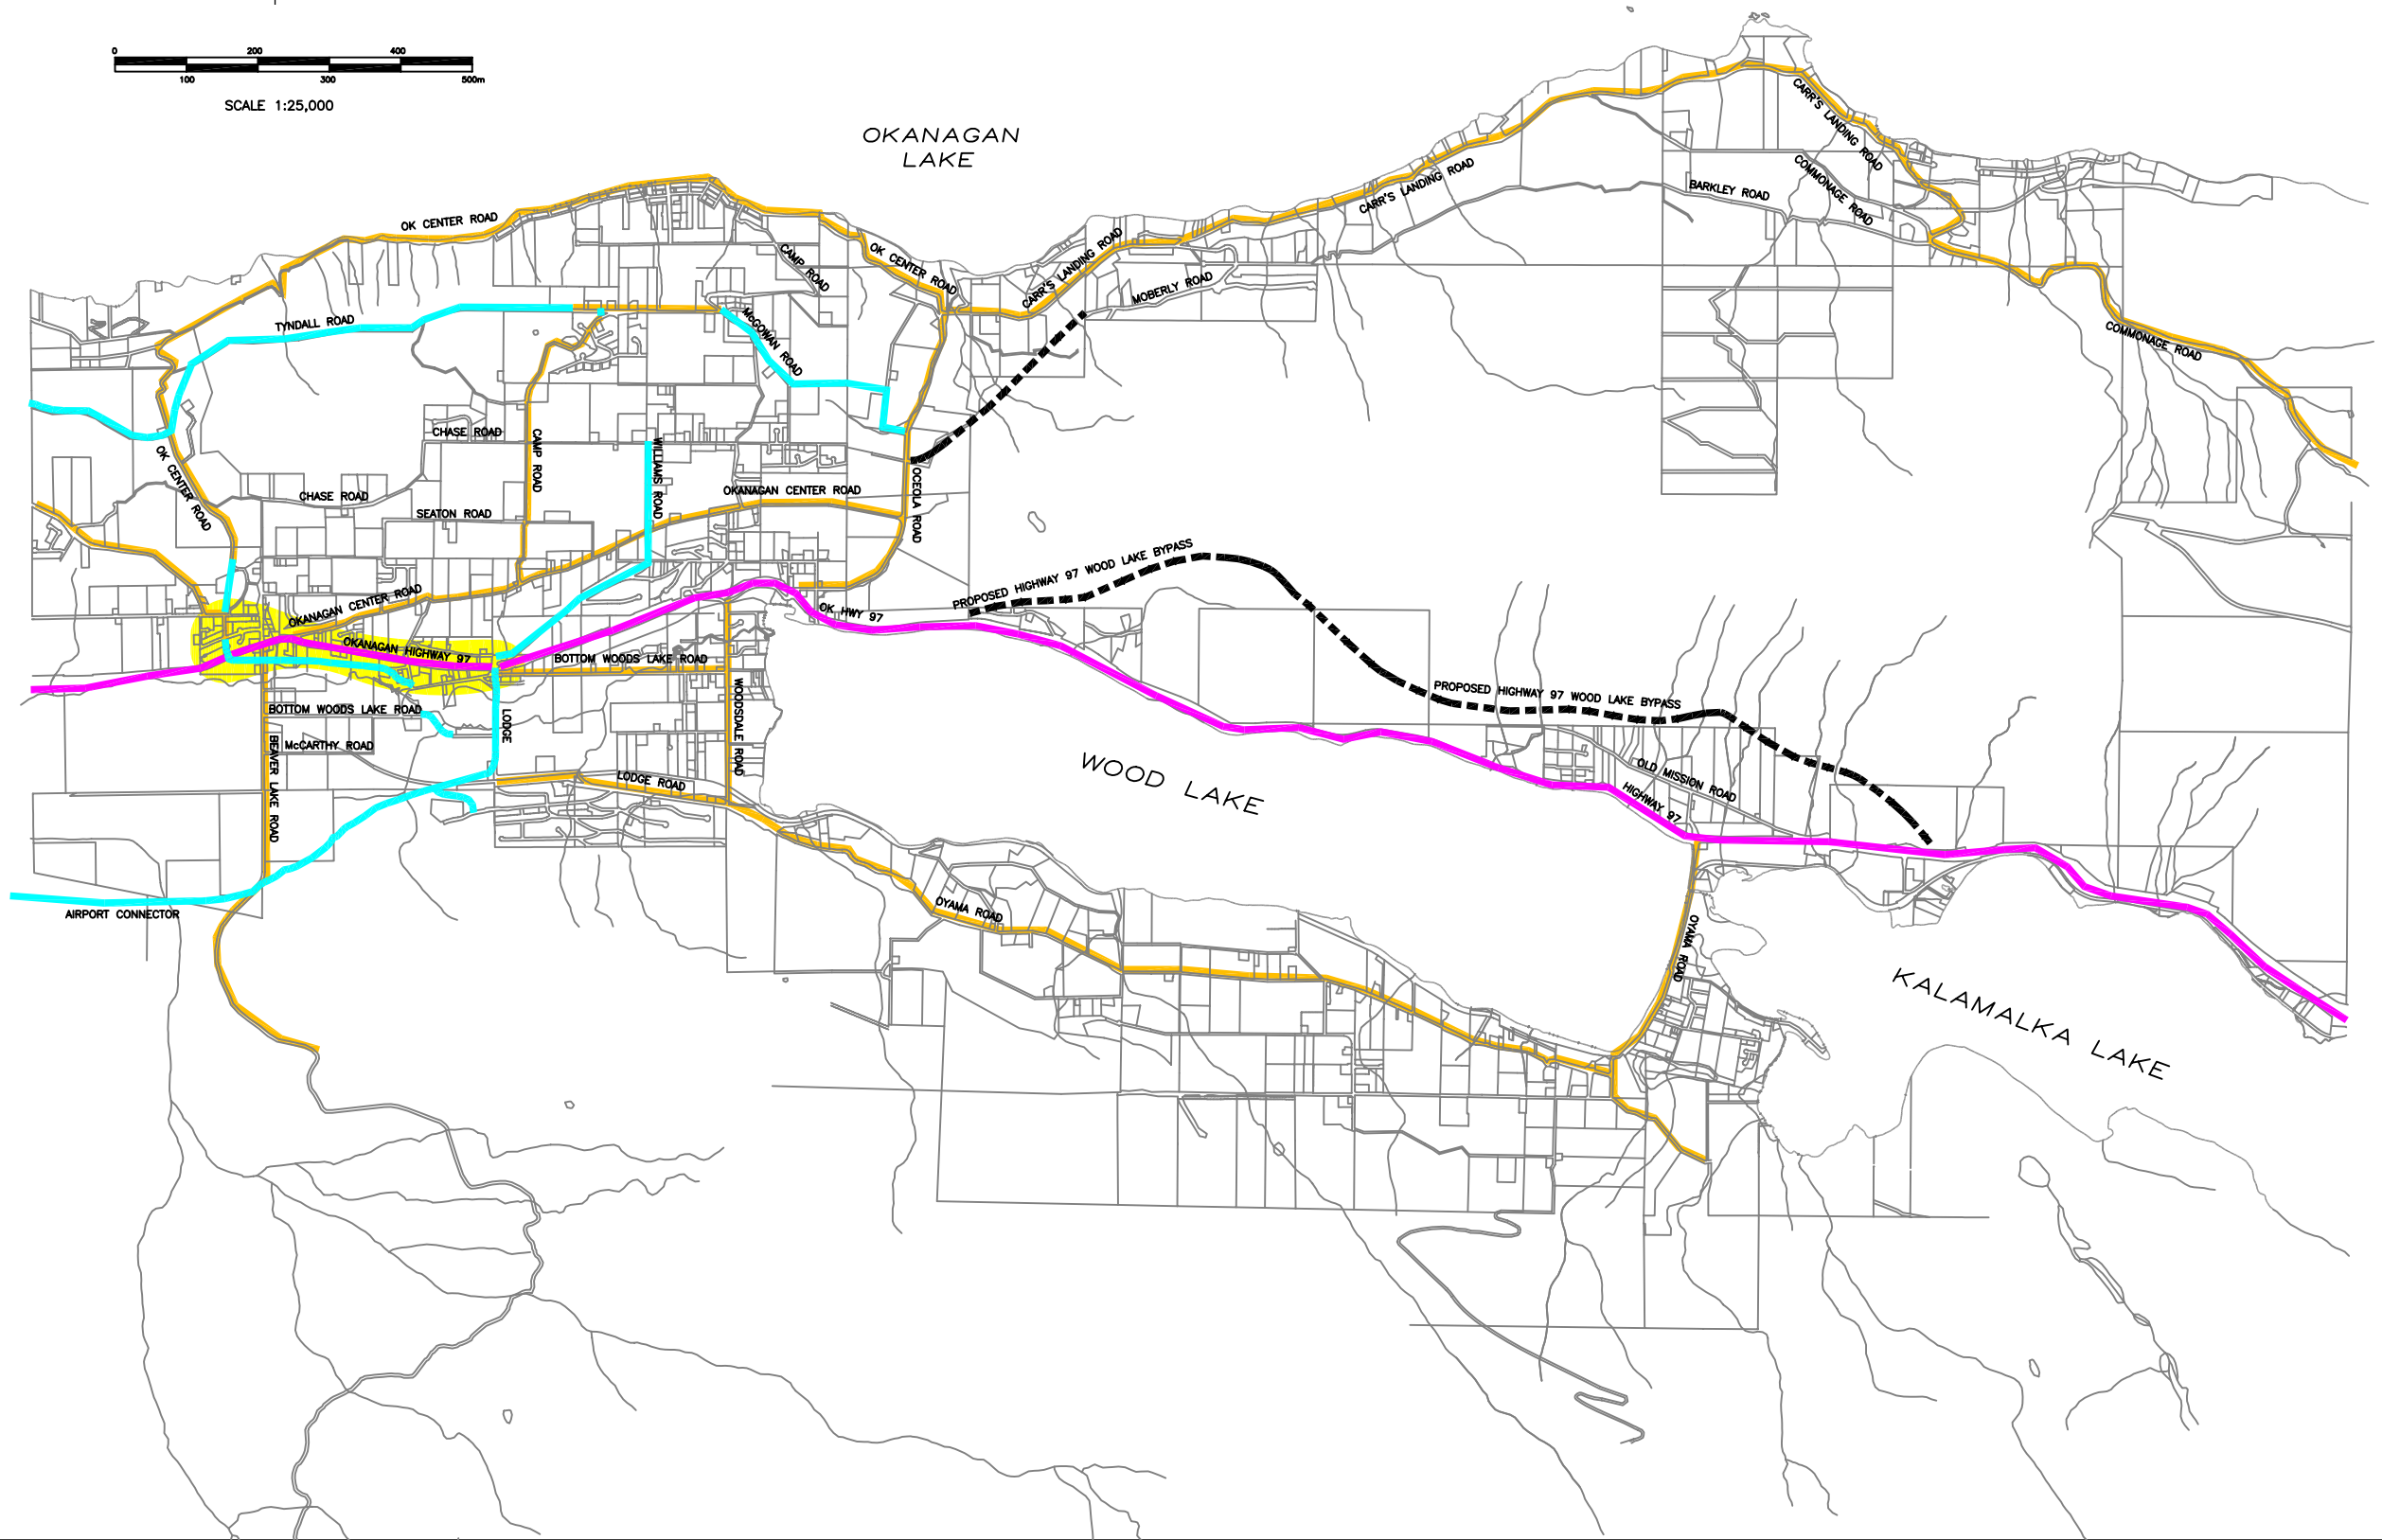 0 200 400
100 300 500m
SCALE 1:25,000
OKANAGAN
LAKE
CARR'S LANDING ROAD
COMMONAGE ROAD
BARKLEY ROAD
CARR'S LANDING ROAD
OK CENTER ROAD
CAMP ROAD
OK CENTER ROAD
CARR'S LANDING ROAD
MOBERLY ROAD
TYNDALL ROAD
McGOWAN ROAD
COMMONAGE ROAD
CHASE ROAD
CAMP ROAD
WILLIAMS ROAD
OK CENTER ROAD
CHASE ROAD
SEATON ROAD
OKANAGAN CENTER ROAD
OCEOLA ROAD
PROPOSED HIGHWAY 97 WOOD LAKE BYPASS
OKANAGAN CENTER ROAD
OK HWY 97
OKANAGAN HIGHWAY 97
BOTTOM WOODS LAKE ROAD
PROPOSED HIGHWAY 97 WOOD LAKE BYPASS
BOTTOM WOODS LAKE ROAD
LODGE
WOODSDALE ROAD
McCARTHY ROAD
BEAVER LAKE ROAD
LODGE ROAD
WOOD LAKE
OLD MISSION ROAD
HIGHWAY 97
AIRPORT CONNECTOR
OYAMA ROAD
OYAMA ROAD
KALAMALKA LAKE